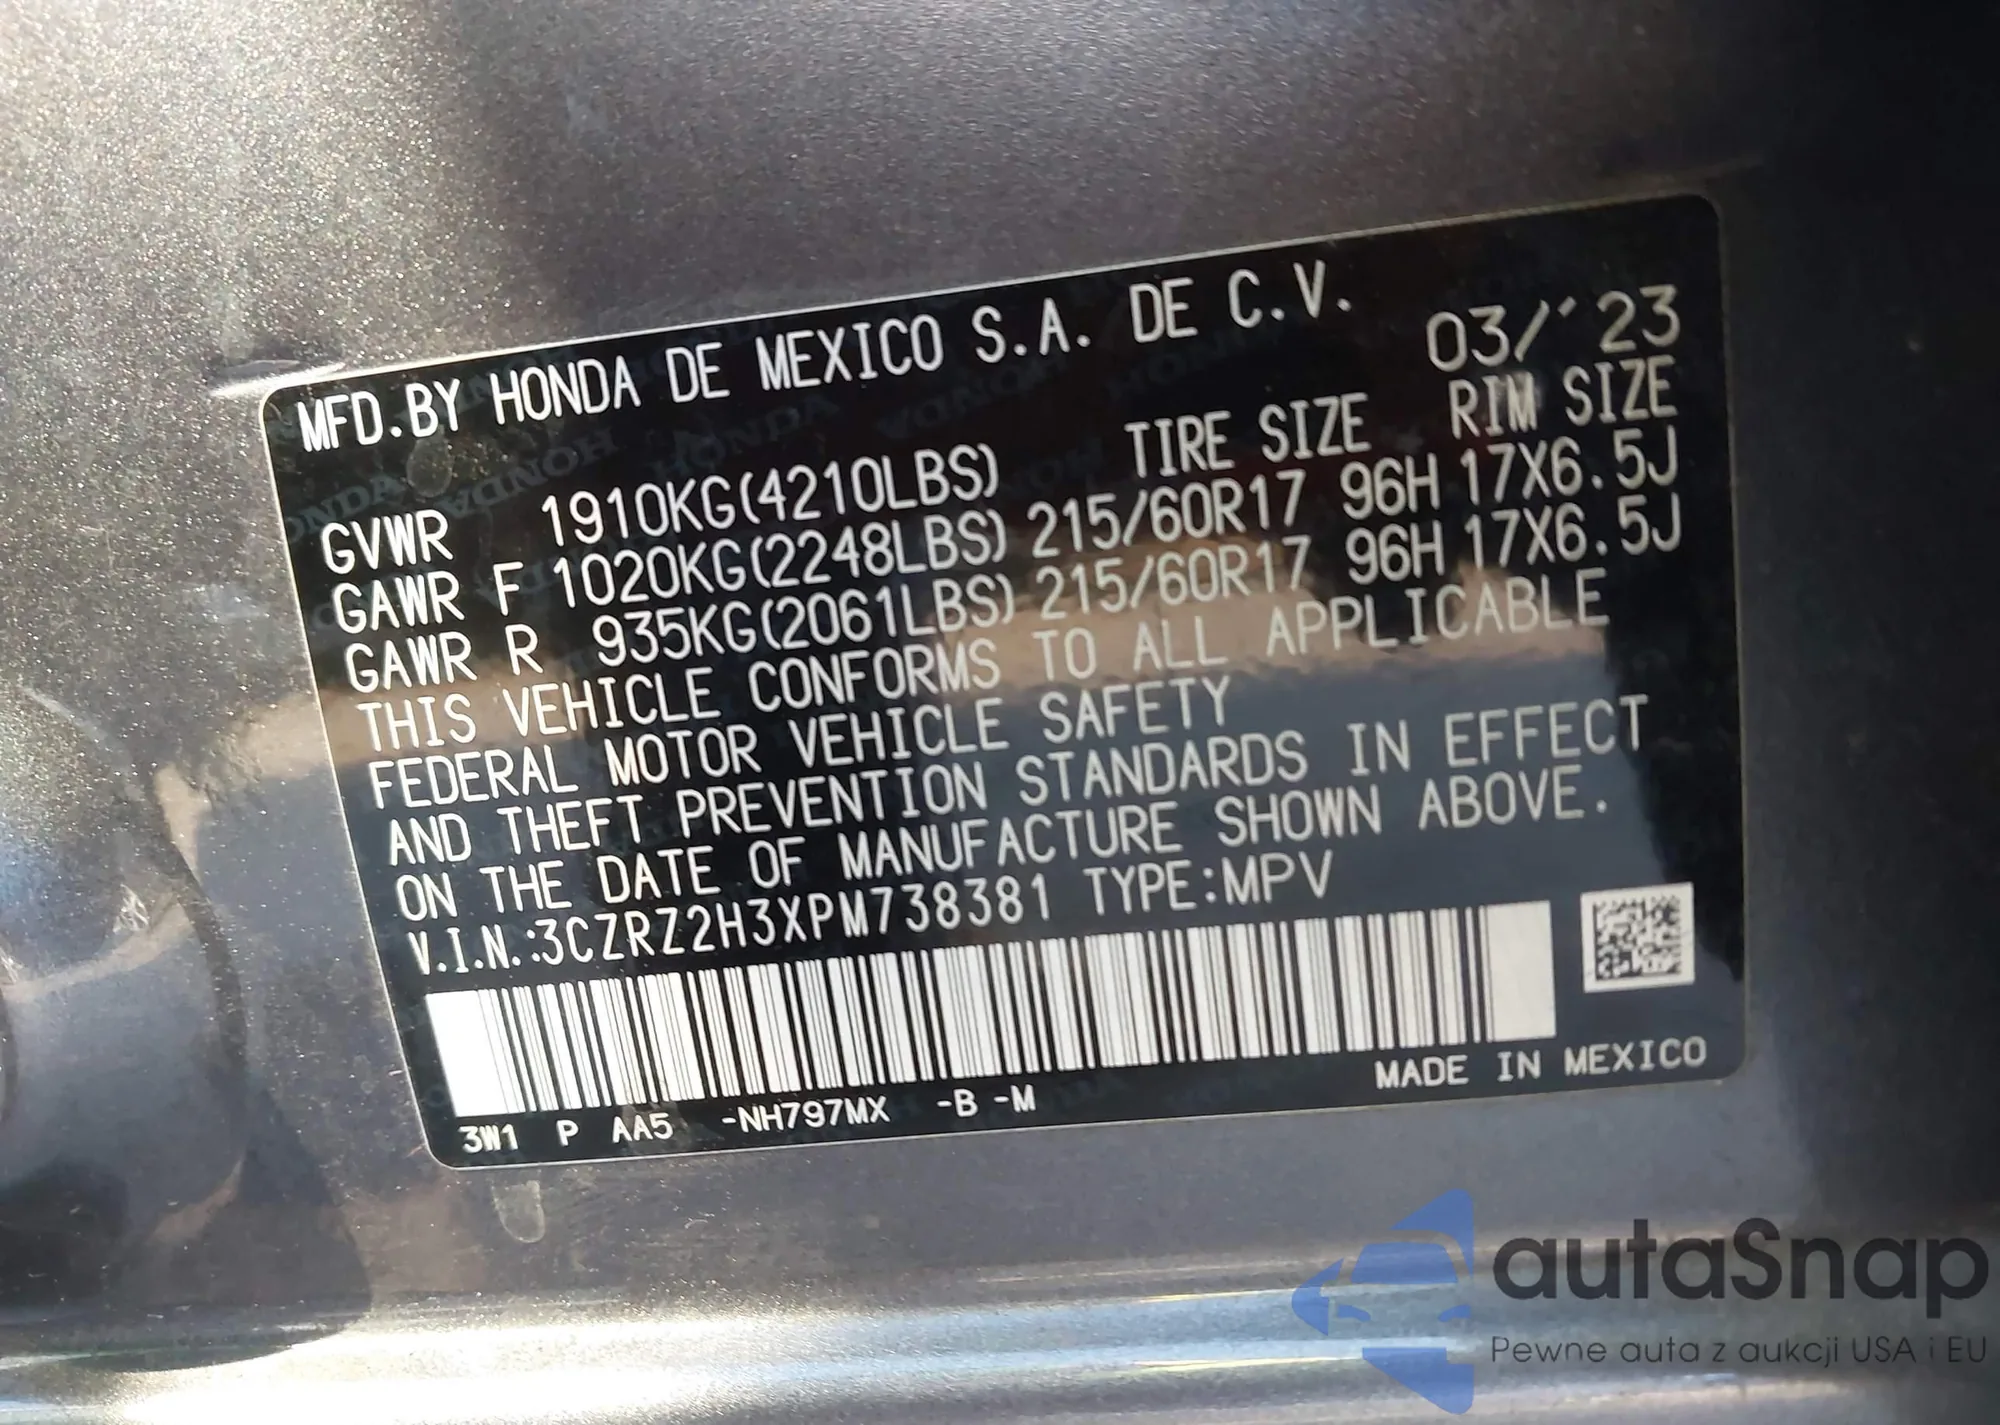 MFD.BY HONDA DE MEXICO S.A. DE C.V.
03/'23
TIRE SIZE RIM SIZE
GVWR 1910KG(4210LBS)
GAWR F 1020KG(2248LBS) 215/60R17 96H 17X6.5J
GAWR R 935KG(2061LBS) 215/60R17 96H 17X6.5J
THIS VEHICLE CONFORMS TO ALL APPLICABLE
FEDERAL MOTOR VEHICLE SAFETY
AND THEFT PREVENTION STANDARDS IN EFFECT
ON THE DATE OF MANUFACTURE SHOWN ABOVE.
V.I.N.:3CZRZ2H3XPM738381 TYPE:MPV
MADE IN MEXICO
3W1 P AA5 -NH797MX -B -M
autaSnap
Pewne auta z aukcji USA i EU